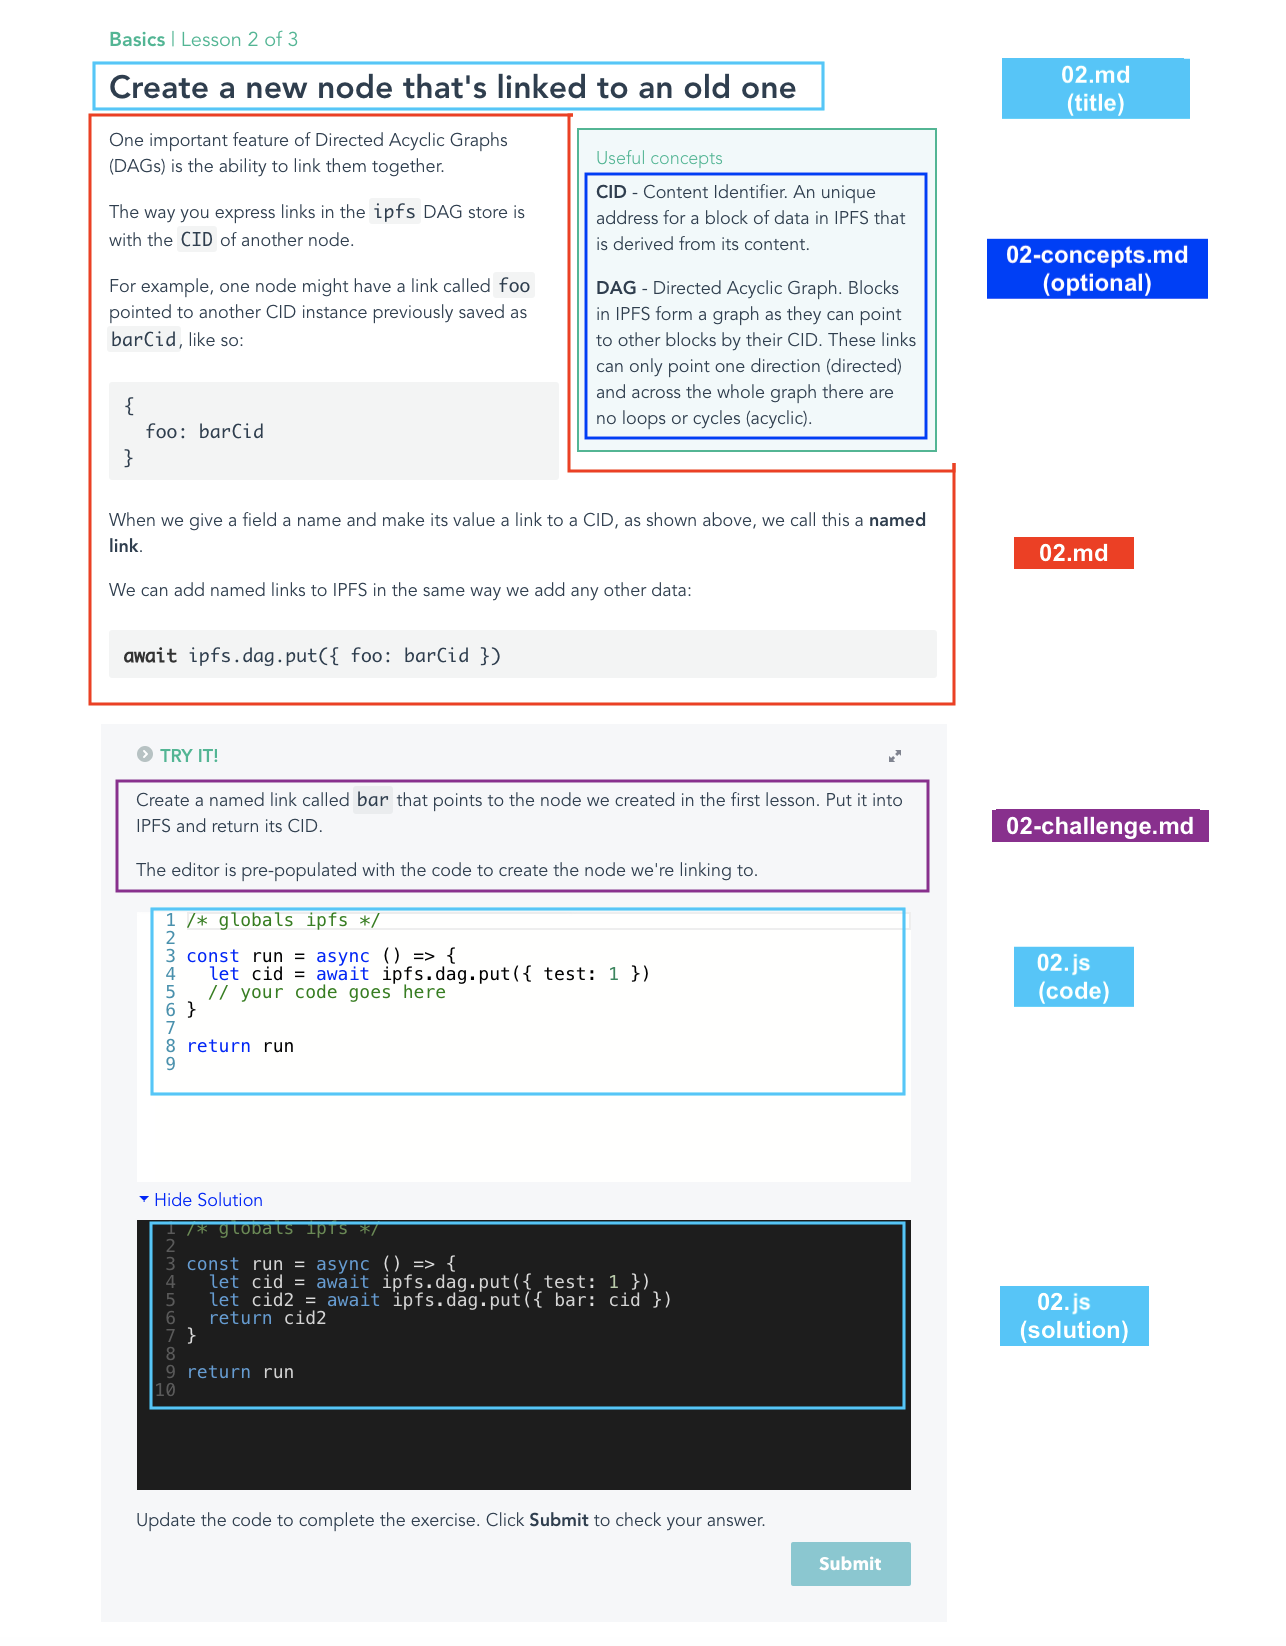 Basics | Lesson 2 of 3
Create a new node that's linked to an old one
02.md
(title)
One important feature of Directed Acyclic Graphs
(DAGs) is the ability to link them together.
The way you express links in the ipfs DAG store is
with the CID of another node.
For example, one node might have a link called foo
pointed to another CID instance previously saved as
barCid, like so:
{
  foo: barCid
}
Useful concepts
CID - Content Identifier. An unique
address for a block of data in IPFS that
is derived from its content.
DAG - Directed Acyclic Graph. Blocks
in IPFS form a graph as they can point
to other blocks by their CID. These links
can only point one direction (directed)
and across the whole graph there are
no loops or cycles (acyclic).
02-concepts.md
(optional)
When we give a field a name and make its value a link to a CID, as shown above, we call this a named
link.
We can add named links to IPFS in the same way we add any other data:
await ipfs.dag.put({ foo: barCid })
02.md
TRY IT!
Create a named link called bar that points to the node we created in the first lesson. Put it into
IPFS and return its CID.
The editor is pre-populated with the code to create the node we're linking to.
02-challenge.md
1 /* globals ipfs */
2
3 const run = async () => {
4   let cid = await ipfs.dag.put({ test: 1 })
5   // your code goes here
6 }
7
8 return run
9
02.js
(code)
Hide Solution
1 /* globals ipfs */
2
3 const run = async () => {
4   let cid = await ipfs.dag.put({ test: 1 })
5   let cid2 = await ipfs.dag.put({ bar: cid })
6   return cid2
7 }
8
9 return run
10
02.js
(solution)
Update the code to complete the exercise. Click Submit to check your answer.
Submit